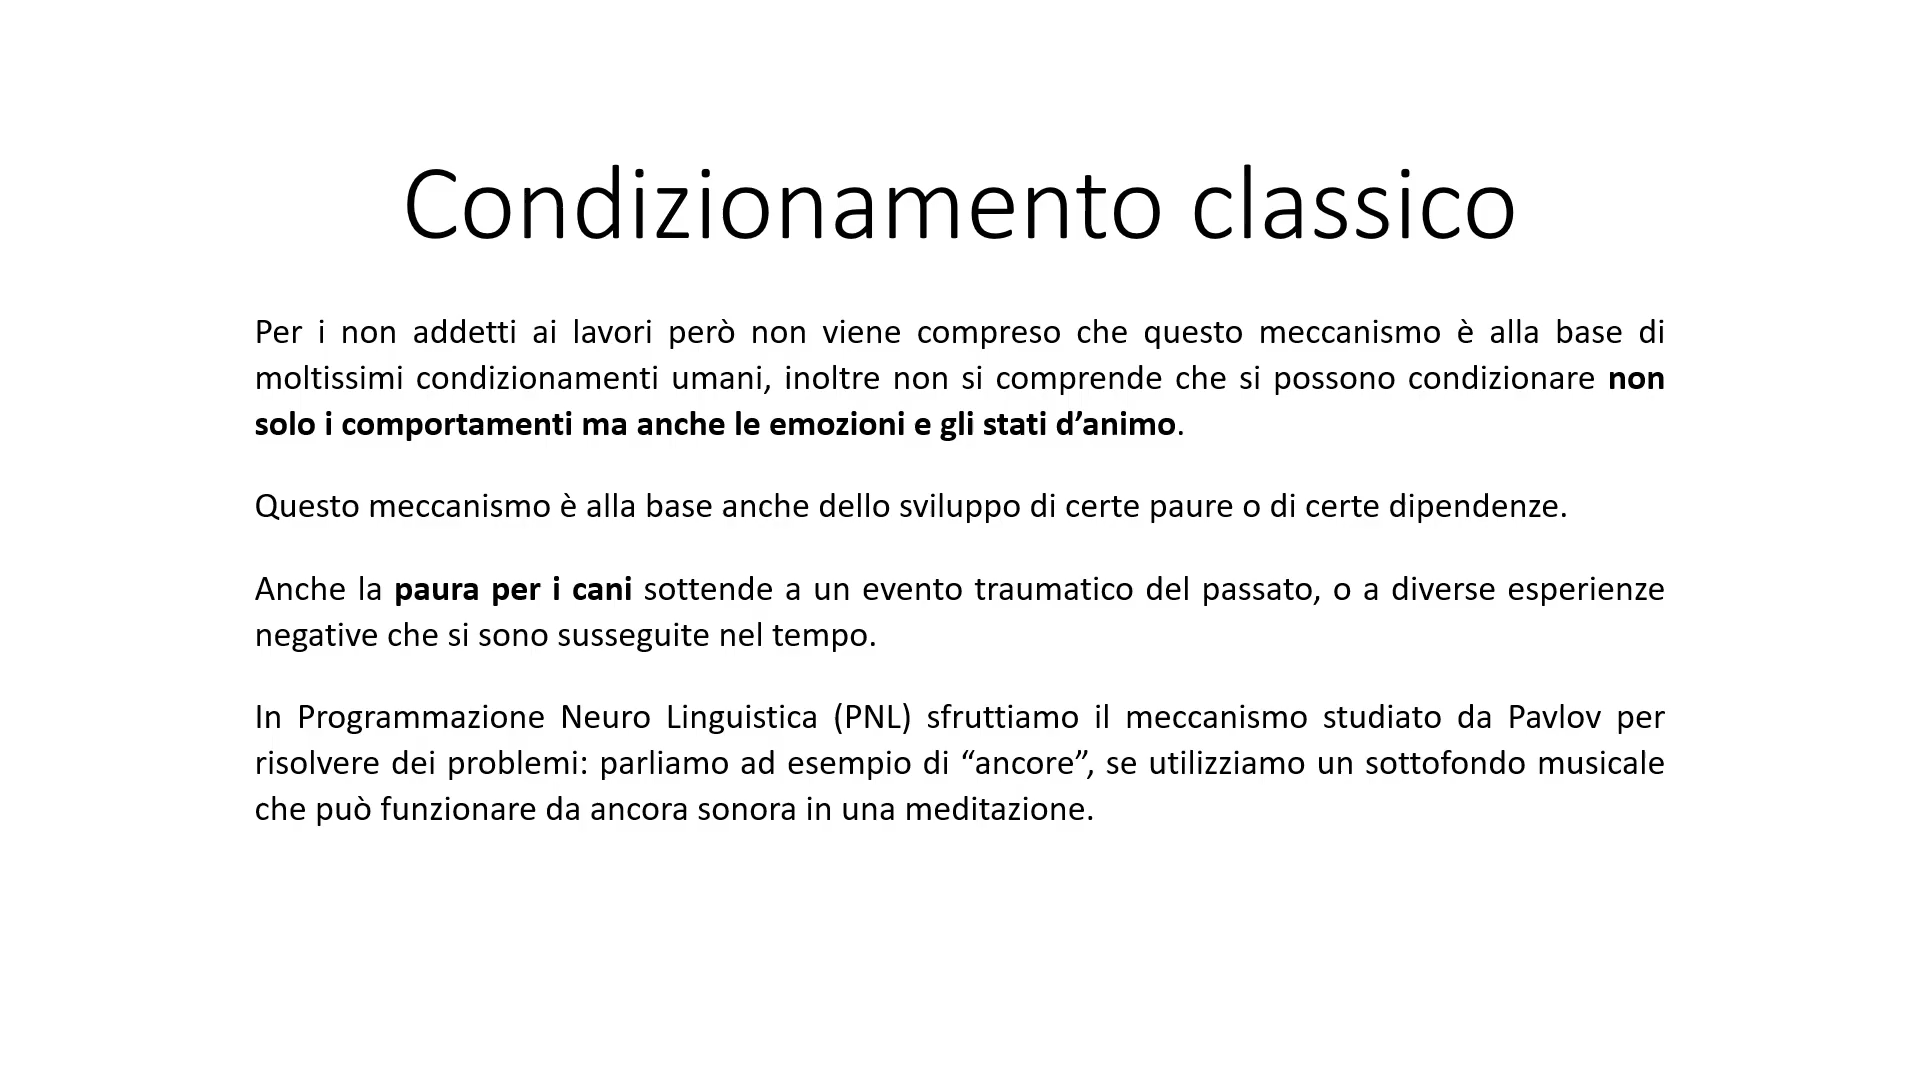 Condizionamento classico
Per i non addetti ai lavori però non viene compreso che questo meccanismo è alla base di
moltissimi condizionamenti umani, inoltre non si comprende che si possono condizionare non
solo i comportamenti ma anche le emozioni e gli stati d’animo.
Questo meccanismo è alla base anche dello sviluppo di certe paure o di certe dipendenze.
Anche la paura per i cani sottende a un evento traumatico del passato, o a diverse esperienze
negative che si sono susseguite nel tempo.
In Programmazione Neuro Linguistica (PNL) sfruttiamo il meccanismo studiato da Pavlov per
risolvere dei problemi: parliamo ad esempio di “ancore”, se utilizziamo un sottofondo musicale
che può funzionare da ancora sonora in una meditazione.